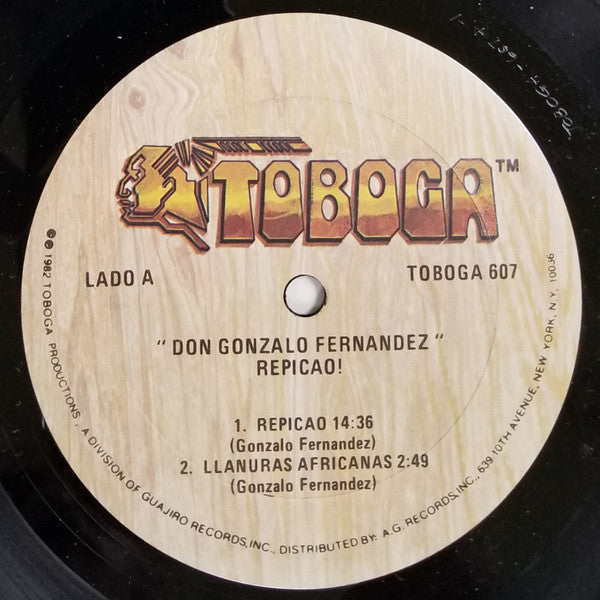 TOBOGA™
LADO A
TOBOGA 607
" DON GONZALO FERNANDEZ "
REPICAO!
1. REPICAO 14:36
(Gonzalo Fernandez)
2. LLANURAS AFRICANAS 2:49
(Gonzalo Fernandez)
℗ © 1982 TOBOGA PRODUCTIONS, A DIVISION OF GUAJIRO RECORDS, INC., DISTRIBUTED BY: A.G. RECORDS, INC., 639 10TH AVENUE, NEW YORK, N.Y. 10036